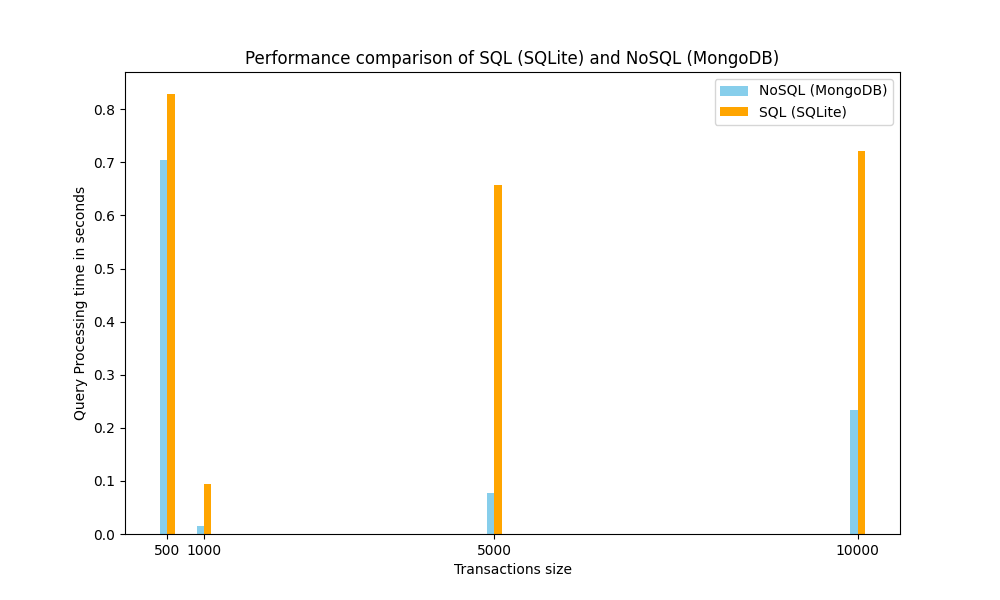 Performance comparison of SQL (SQLite) and NoSQL (MongoDB)
NoSQL (MongoDB)
SQL (SQLite)
Query Processing time in seconds
0.8
0.7
0.6
0.5
0.4
0.3
0.2
0.1
0.0
500 1000 5000 10000
Transactions size